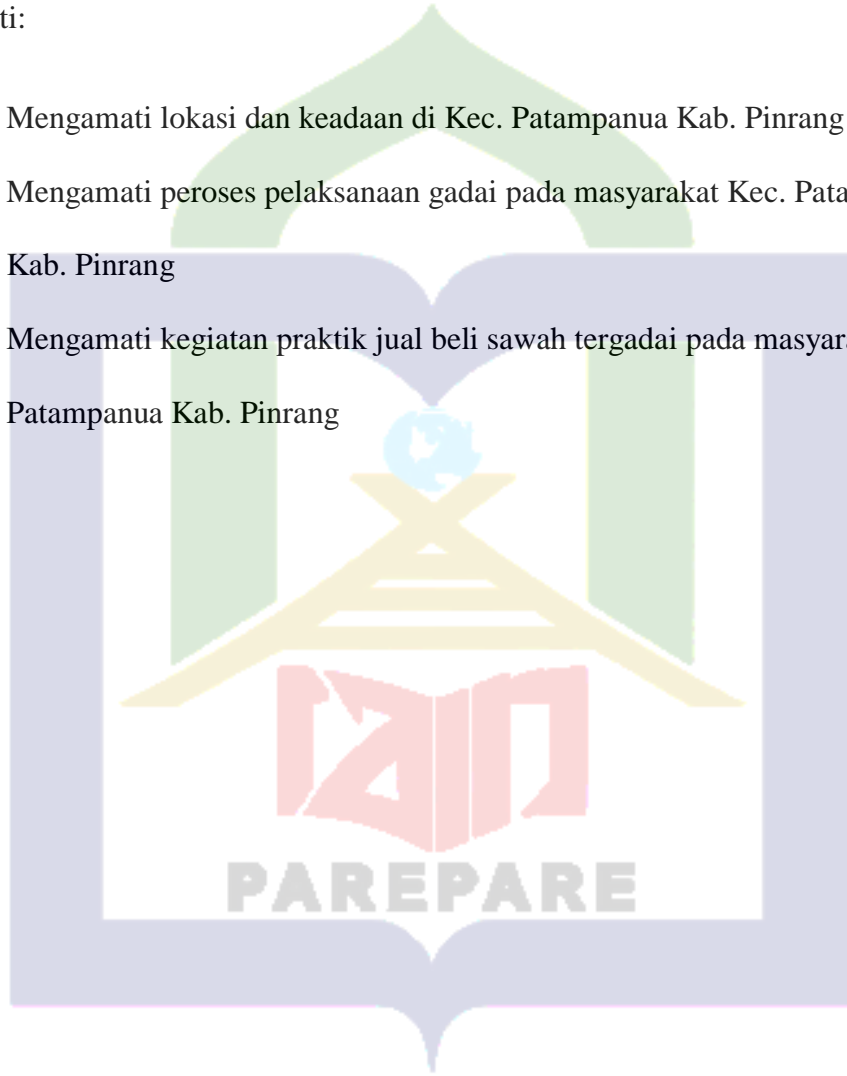 ti:
Mengamati lokasi dan keadaan di Kec. Patampanua Kab. Pinrang
Mengamati peroses pelaksanaan gadai pada masyarakat Kec. Pata
Kab. Pinrang
Mengamati kegiatan praktik jual beli sawah tergadai pada masyara
Patampanua Kab. Pinrang
iain
PAREPARE